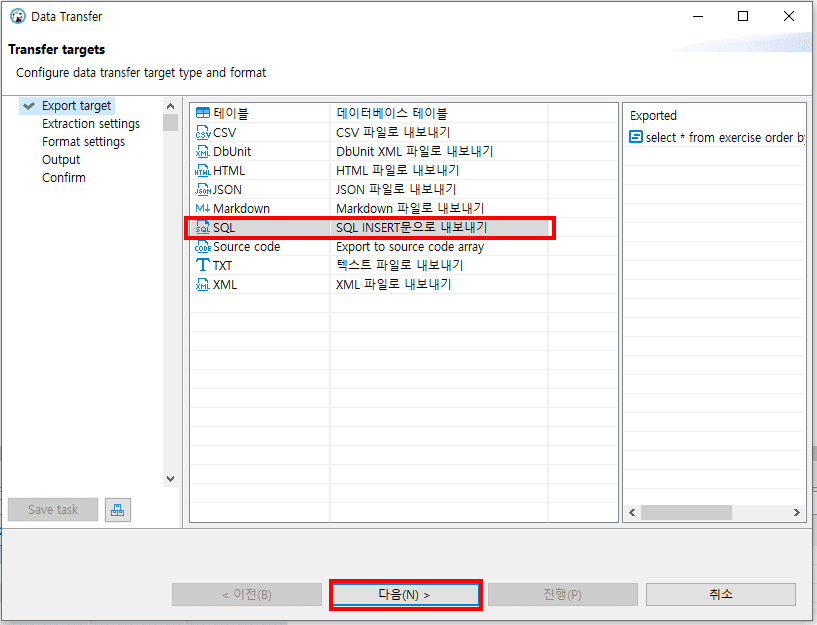 Data Transfer
Transfer targets
Configure data transfer target type and format
Export target
Extraction settings
Format settings
Output
Confirm
테이블 데이터베이스 테이블
CSV CSV 파일로 내보내기
DbUnit DbUnit XML 파일로 내보내기
HTML HTML 파일로 내보내기
JSON JSON 파일로 내보내기
Markdown Markdown 파일로 내보내기
SQL SQL INSERT문으로 내보내기
Source code Export to source code array
TXT 텍스트 파일로 내보내기
XML XML 파일로 내보내기
Exported
select * from exercise order by
Save task
< 이전(B)
다음(N) >
진행(P)
취소